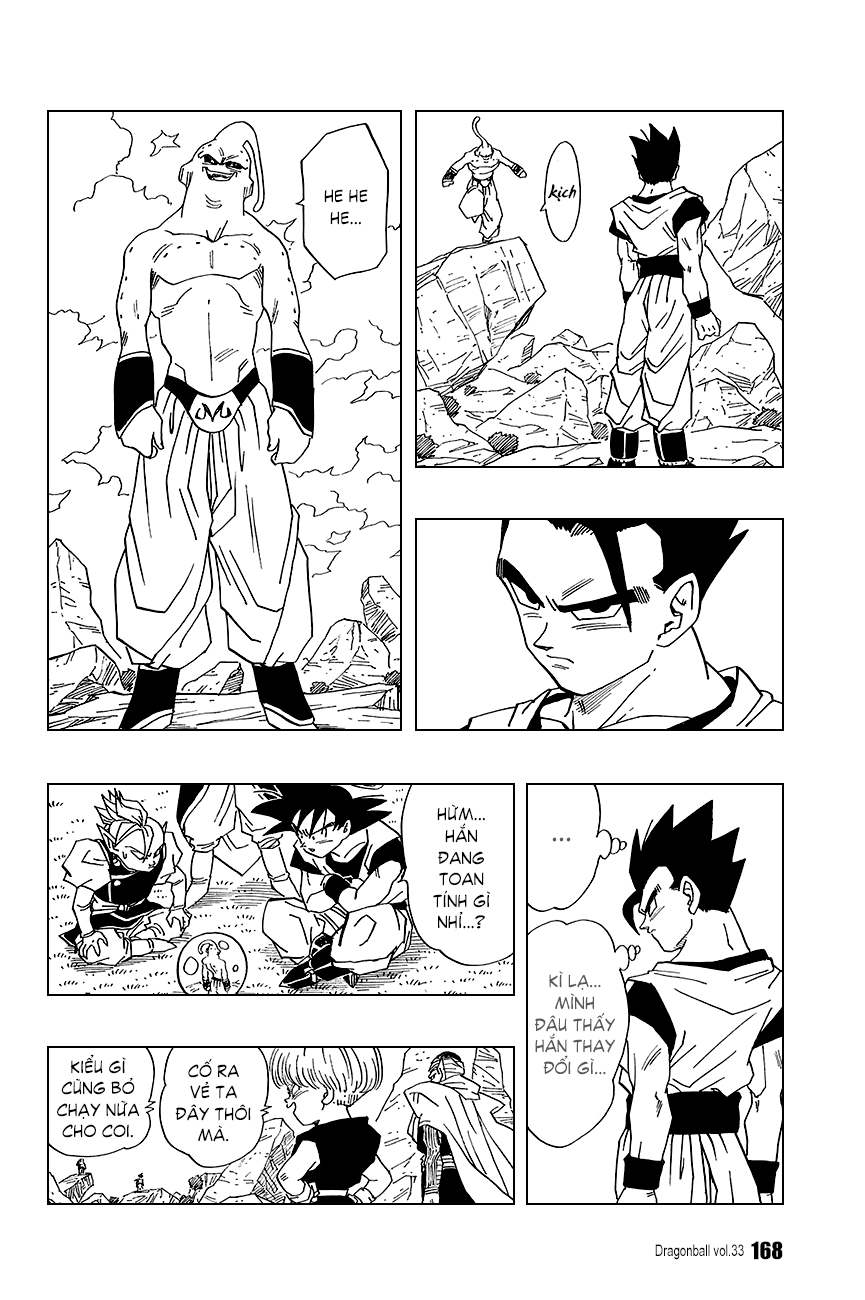 kịch
HE HE
HE...
...
KÌ LẠ...
MÌNH
ĐÂU THẤY
HẮN THAY
ĐỔI GÌ...
HỪM...
HẮN
ĐANG
TOAN
TÍNH GÌ
NHỈ...?
CỐ RA
VẺ TA
ĐÂY THÔI
MÀ.
KIỂU GÌ
CŨNG BỎ
CHẠY NỮA
CHO COI.
Dragonball vol.33 168